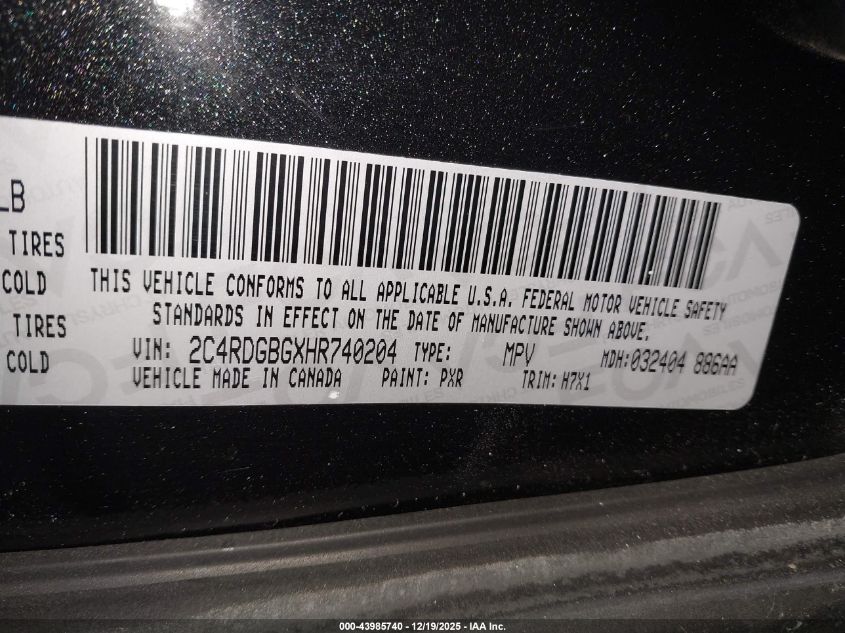 LB
TIRES
COLD
TIRES
COLD
THIS VEHICLE CONFORMS TO ALL APPLICABLE U.S.A. FEDERAL MOTOR VEHICLE SAFETY
STANDARDS IN EFFECT ON THE DATE OF MANUFACTURE SHOWN ABOVE.
VIN: 2C4RDGBGXHR740204 TYPE: MPV MDH:032404 886AA
VEHICLE MADE IN CANADA PAINT: PXR TRIM: H7X1
000-43985740 - 12/19/2025 - IAA Inc.